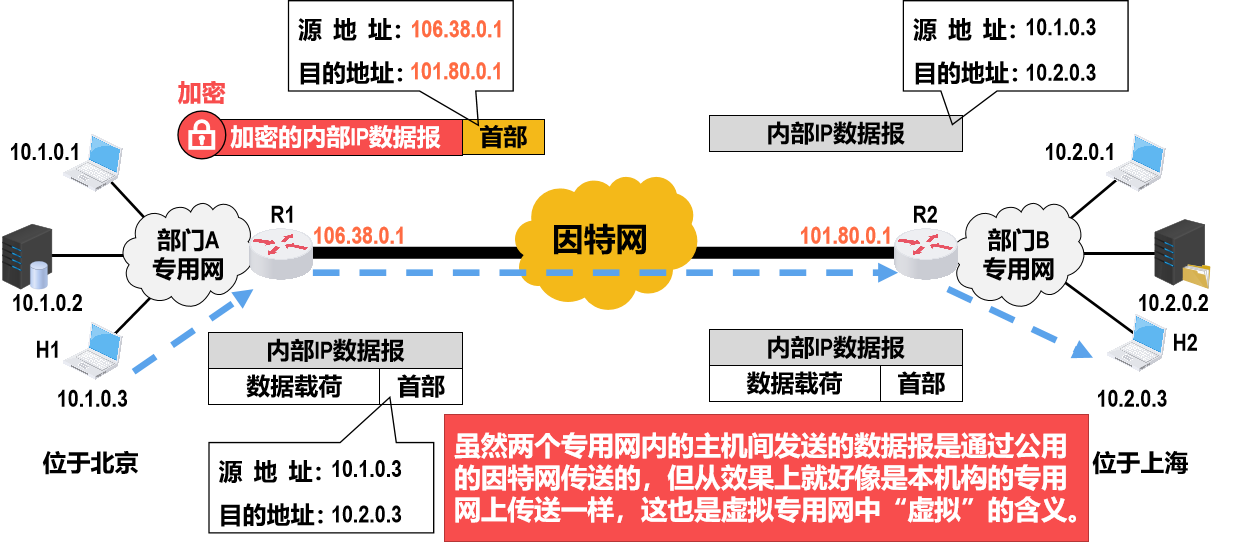 源 地 址：106.38.0.1
目的地址：101.80.0.1
源 地 址：10.1.0.3
目的地址：10.2.0.3
加密
加密的内部IP数据报 首部
内部IP数据报
10.1.0.1
10.2.0.1
R1
R2
部门A
专用网
106.38.0.1
因特网
101.80.0.1
部门B
专用网
10.1.0.2
10.2.0.2
H1
H2
10.1.0.3
10.2.0.3
内部IP数据报
数据载荷 首部
内部IP数据报
数据载荷 首部
源 地 址：10.1.0.3
目的地址：10.2.0.3
位于北京
位于上海
虽然两个专用网内的主机间发送的数据报是通过公用
的因特网传送的，但从效果上就好像是本机构的专用
网上传送一样，这也是虚拟专用网中“虚拟”的含义。